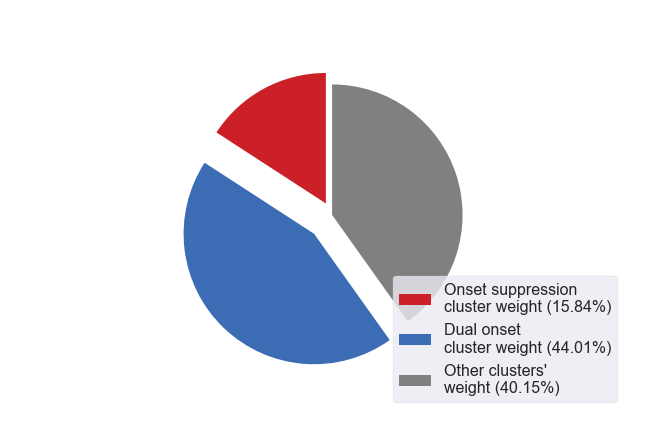 Onset suppression
cluster weight (15.84%)
Dual onset
cluster weight (44.01%)
Other clusters'
weight (40.15%)